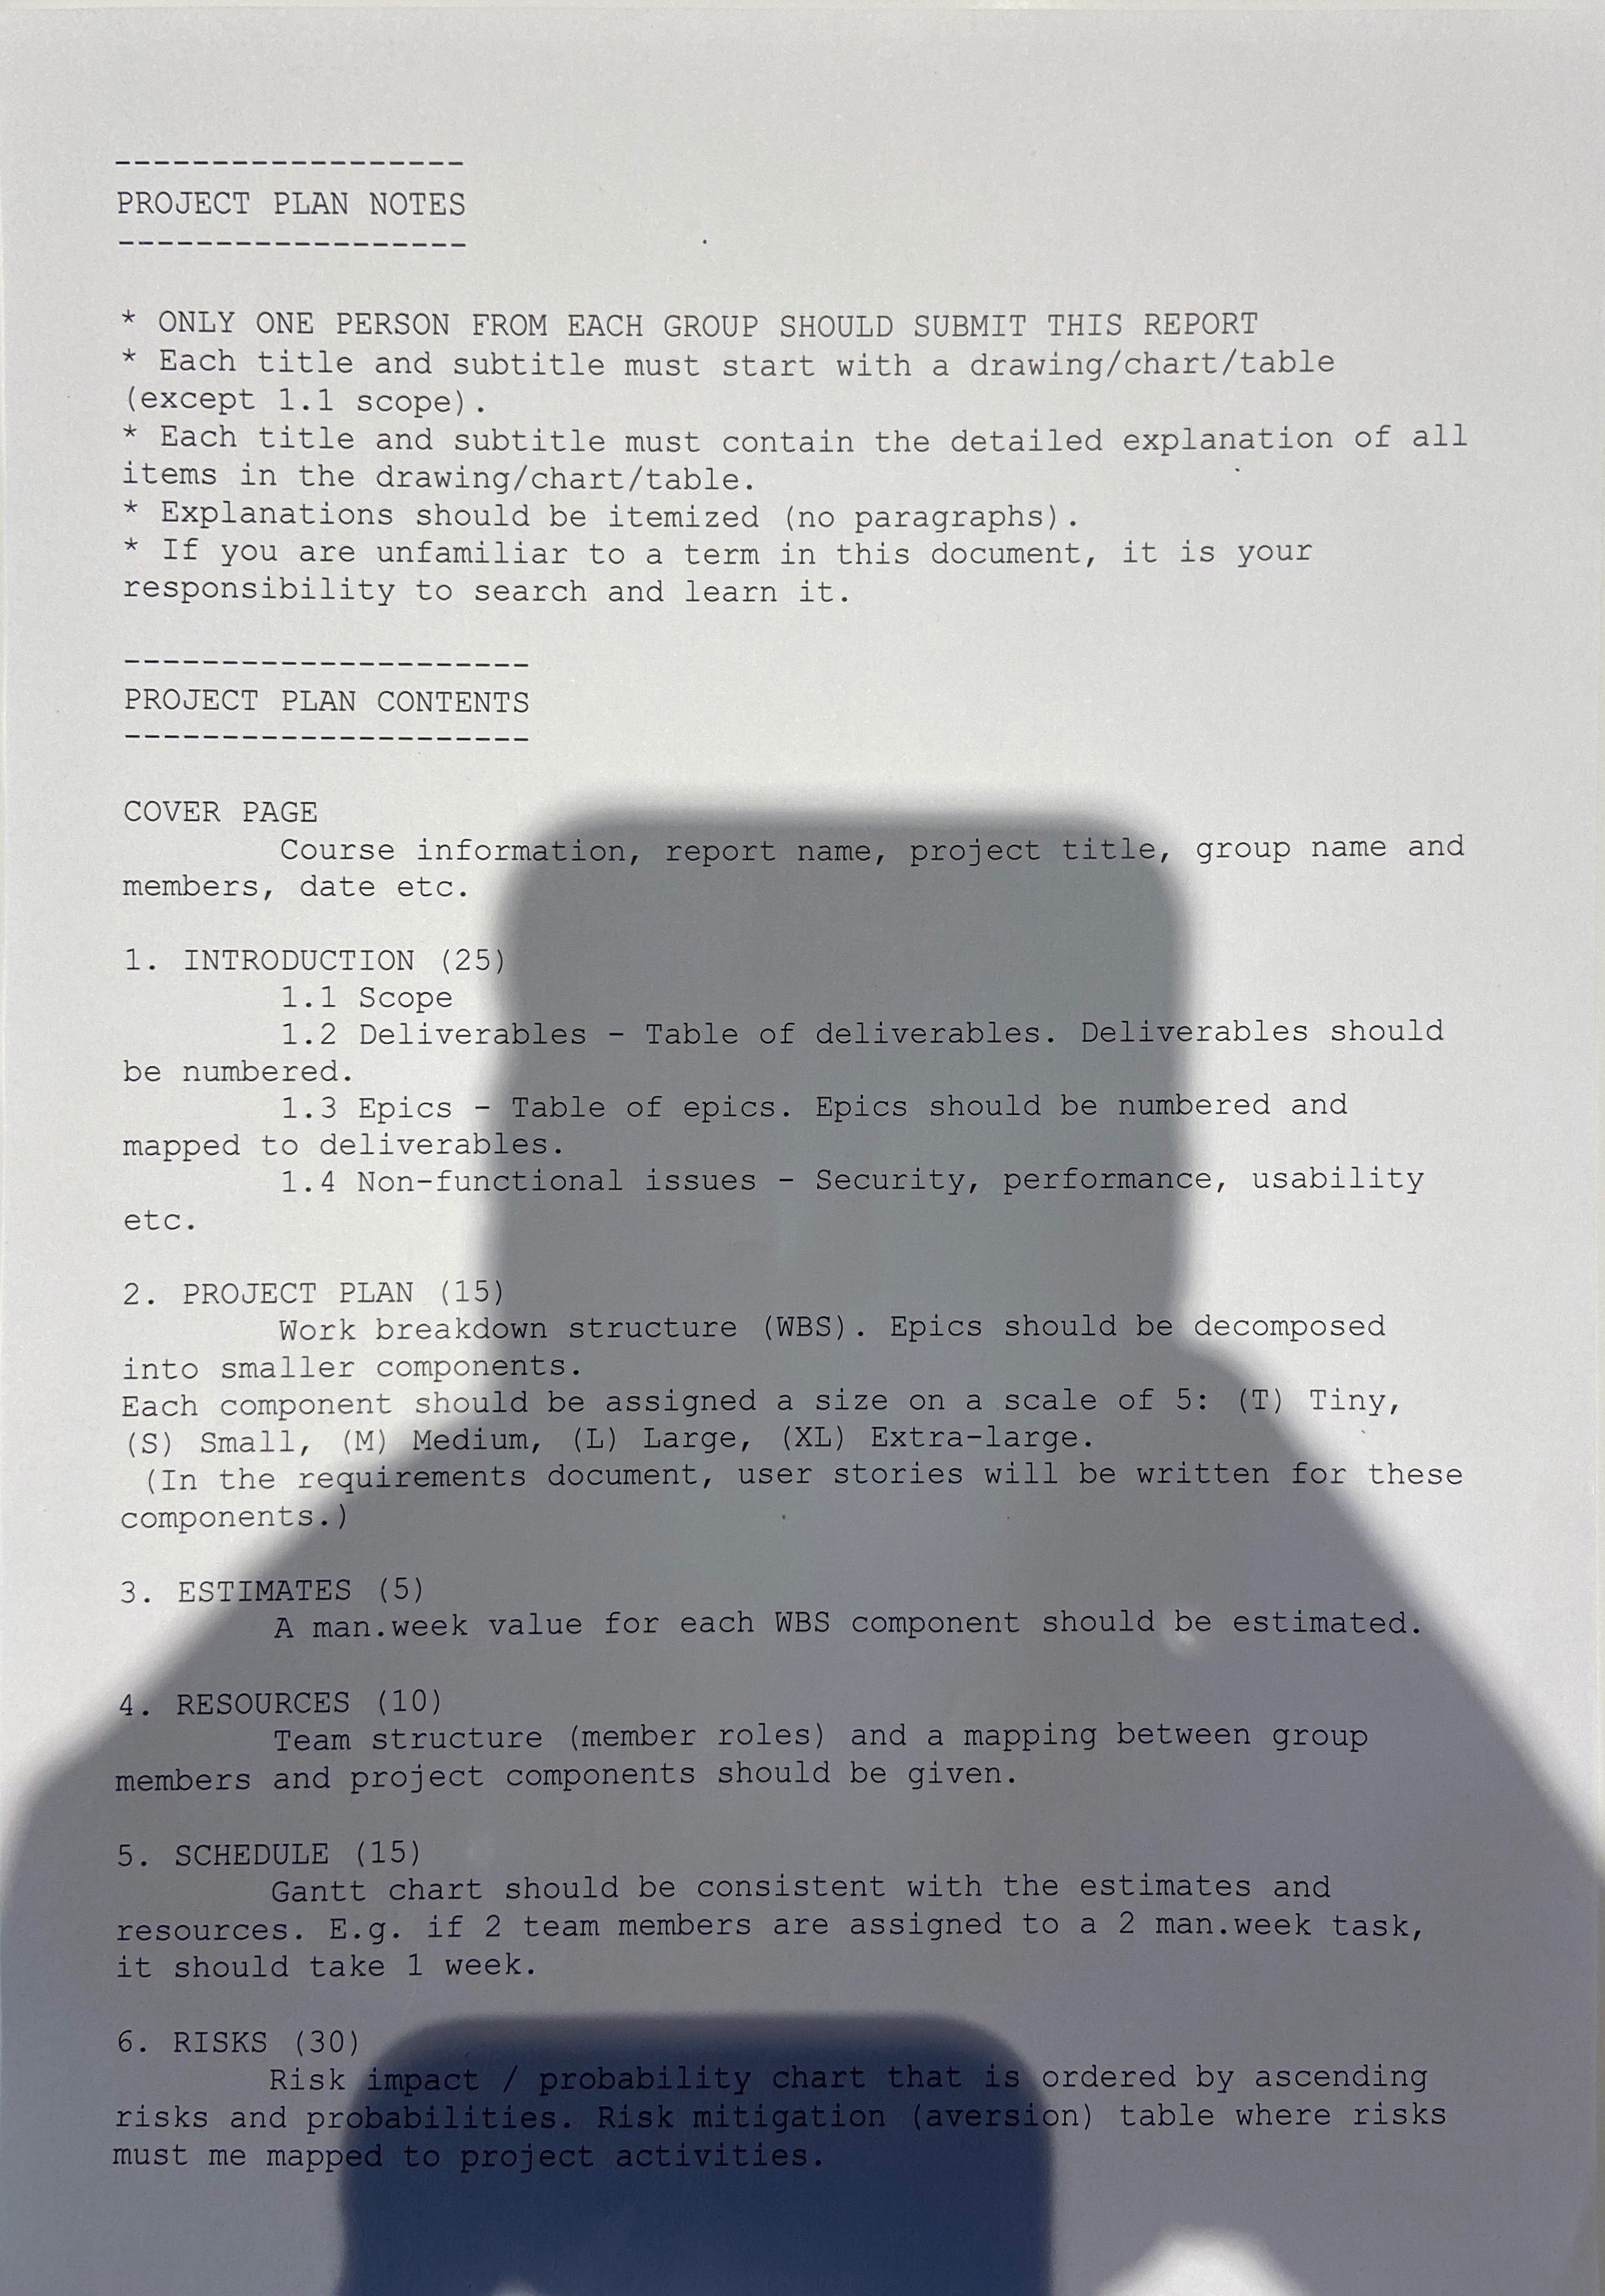 ------------------
PROJECT PLAN NOTES
------------------
* ONLY ONE PERSON FROM EACH GROUP SHOULD SUBMIT THIS REPORT
* Each title and subtitle must start with a drawing/chart/table
(except 1.1 scope).
* Each title and subtitle must contain the detailed explanation of all
items in the drawing/chart/table.
* Explanations should be itemized (no paragraphs).
* If you are unfamiliar to a term in this document, it is your
responsibility to search and learn it.
---------------------
PROJECT PLAN CONTENTS
---------------------
COVER PAGE
Course information, report name, project title, group name and
members, date etc.
1. INTRODUCTION (25)
1.1 Scope
1.2 Deliverables - Table of deliverables. Deliverables should
be numbered.
1.3 Epics - Table of epics. Epics should be numbered and
mapped to deliverables.
1.4 Non-functional issues - Security, performance, usability
etc.
2. PROJECT PLAN (15)
Work breakdown structure (WBS). Epics should be decomposed
into smaller components.
Each component should be assigned a size on a scale of 5: (T) Tiny,
(S) Small, (M) Medium, (L) Large, (XL) Extra-large.
(In the requirements document, user stories will be written for these
components.)
3. ESTIMATES (5)
A man.week value for each WBS component should be estimated.
4. RESOURCES (10)
Team structure (member roles) and a mapping between group
members and project components should be given.
5. SCHEDULE (15)
Gantt chart should be consistent with the estimates and
resources. E.g. if 2 team members are assigned to a 2 man.week task,
it should take 1 week.
6. RISKS (30)
Risk impact / probability chart that is ordered by ascending
risks and probabilities. Risk mitigation (aversion) table where risks
must me mapped to project activities.